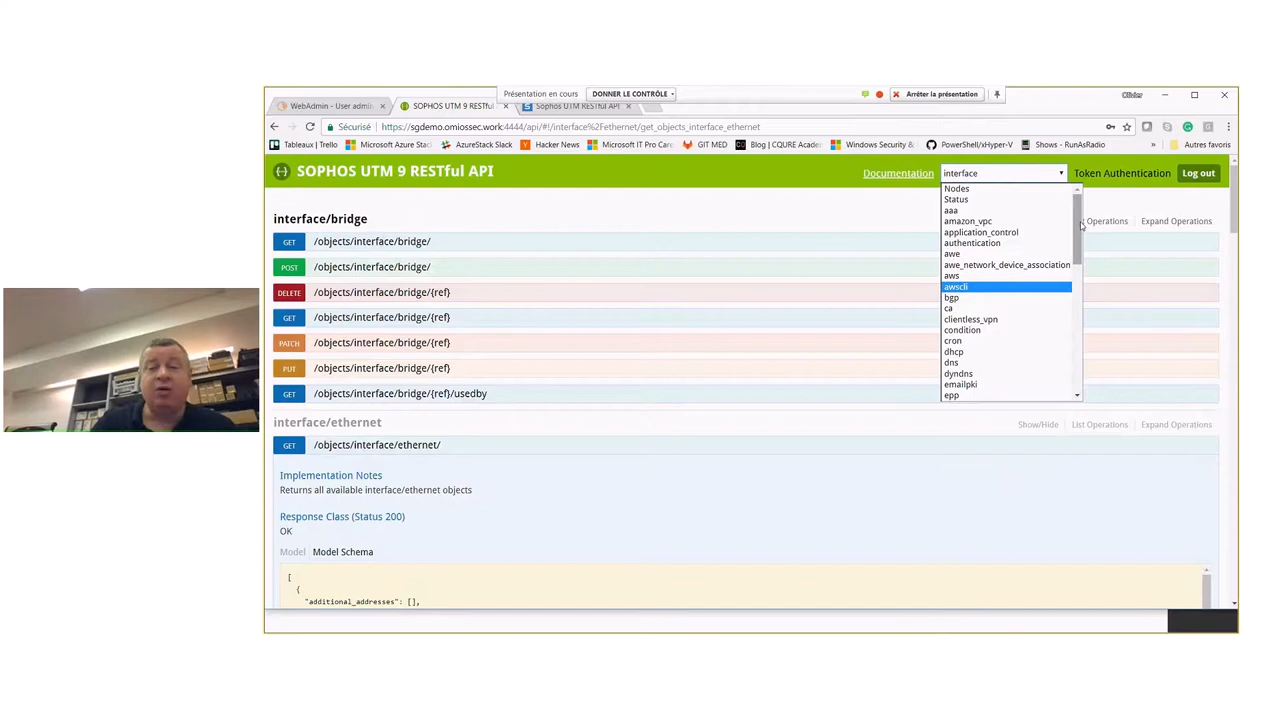 Présentation en cours
DONNER LE CONTRÔLE
Arrêter la présentation
WebAdmin - User admin
SOPHOS UTM 9 RESTful
Sophos UTM RESTful API
Olivier
Sécurisé
https://sgdemo.omiossec.work:4444/api/#!/interface%2Fethernet/get_objects_interface_ethernet
Tableaux | Trello
Microsoft Azure Stac
AzureStack Slack
Hacker News
Microsoft IT Pro Care
GIT MED
Blog | CQURE Academ
Windows Security &
PowerShell/xHyper-V
Shows - RunAsRadio
»
Autres favoris
SOPHOS UTM 9 RESTful API
Documentation
interface
Token Authentication
Log out
Nodes
Status
aaa
amazon_vpc
application_control
authentication
awe
awe_network_device_association
aws
awscli
bgp
ca
clientless_vpn
condition
cron
dhcp
dns
dyndns
emailpki
epp
interface/bridge
Operations
Expand Operations
GET /objects/interface/bridge/
POST /objects/interface/bridge/
DELETE /objects/interface/bridge/{ref}
GET /objects/interface/bridge/{ref}
PATCH /objects/interface/bridge/{ref}
PUT /objects/interface/bridge/{ref}
GET /objects/interface/bridge/{ref}/usedby
interface/ethernet
Show/Hide
List Operations
Expand Operations
GET /objects/interface/ethernet/
Implementation Notes
Returns all available interface/ethernet objects
Response Class (Status 200)
OK
Model Model Schema
[
{
"additional_addresses": [],